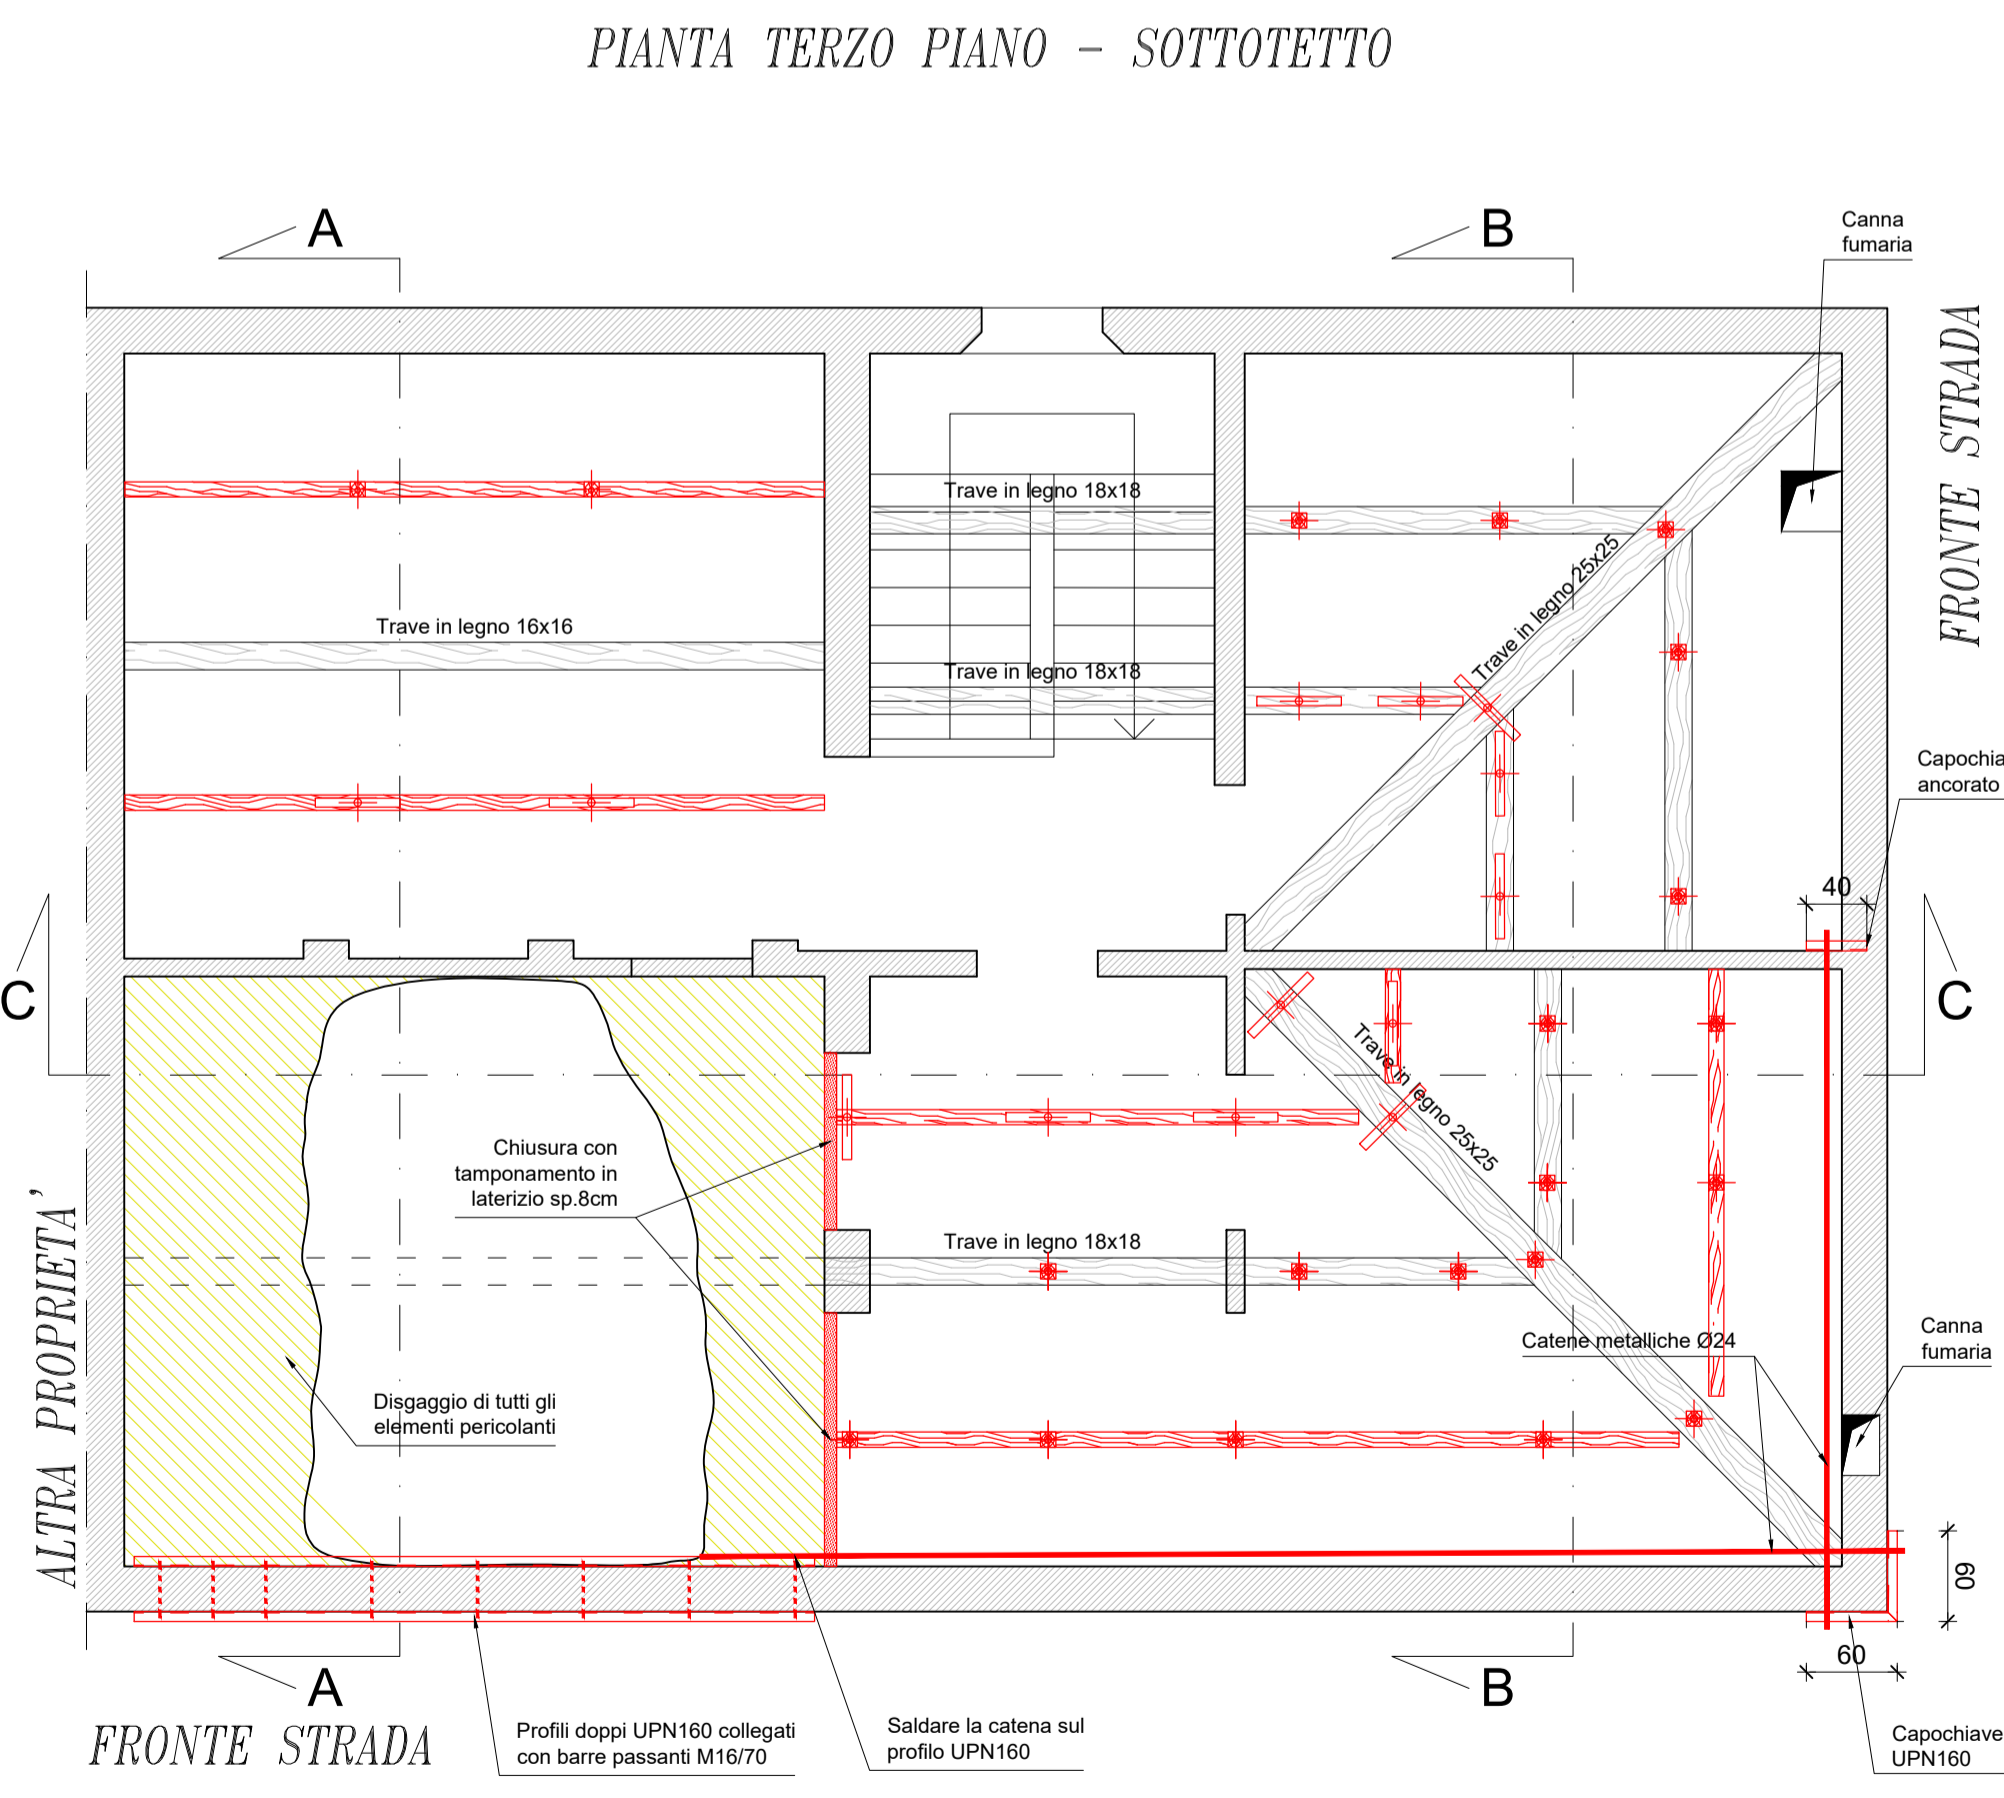 PIANTA TERZO PIANO - SOTTOTETTO
A
B
Canna
fumaria
FRONTE STRADA
Trave in legno 18x18
Trave in legno 25x25
Trave in legno 16x16
Trave in legno 18x18
Capochia
ancorato
40
C
C
Trave in legno 25x25
Chiusura con
tamponamento in
laterizio sp.8cm
ALTRA PROPRIETA'
Trave in legno 18x18
Catene metalliche Ø24
Canna
fumaria
Disgaggio di tutti gli
elementi pericolanti
60
60
A
B
FRONTE STRADA
Profili doppi UPN160 collegati
con barre passanti M16/70
Saldare la catena sul
profilo UPN160
Capochiave
UPN160